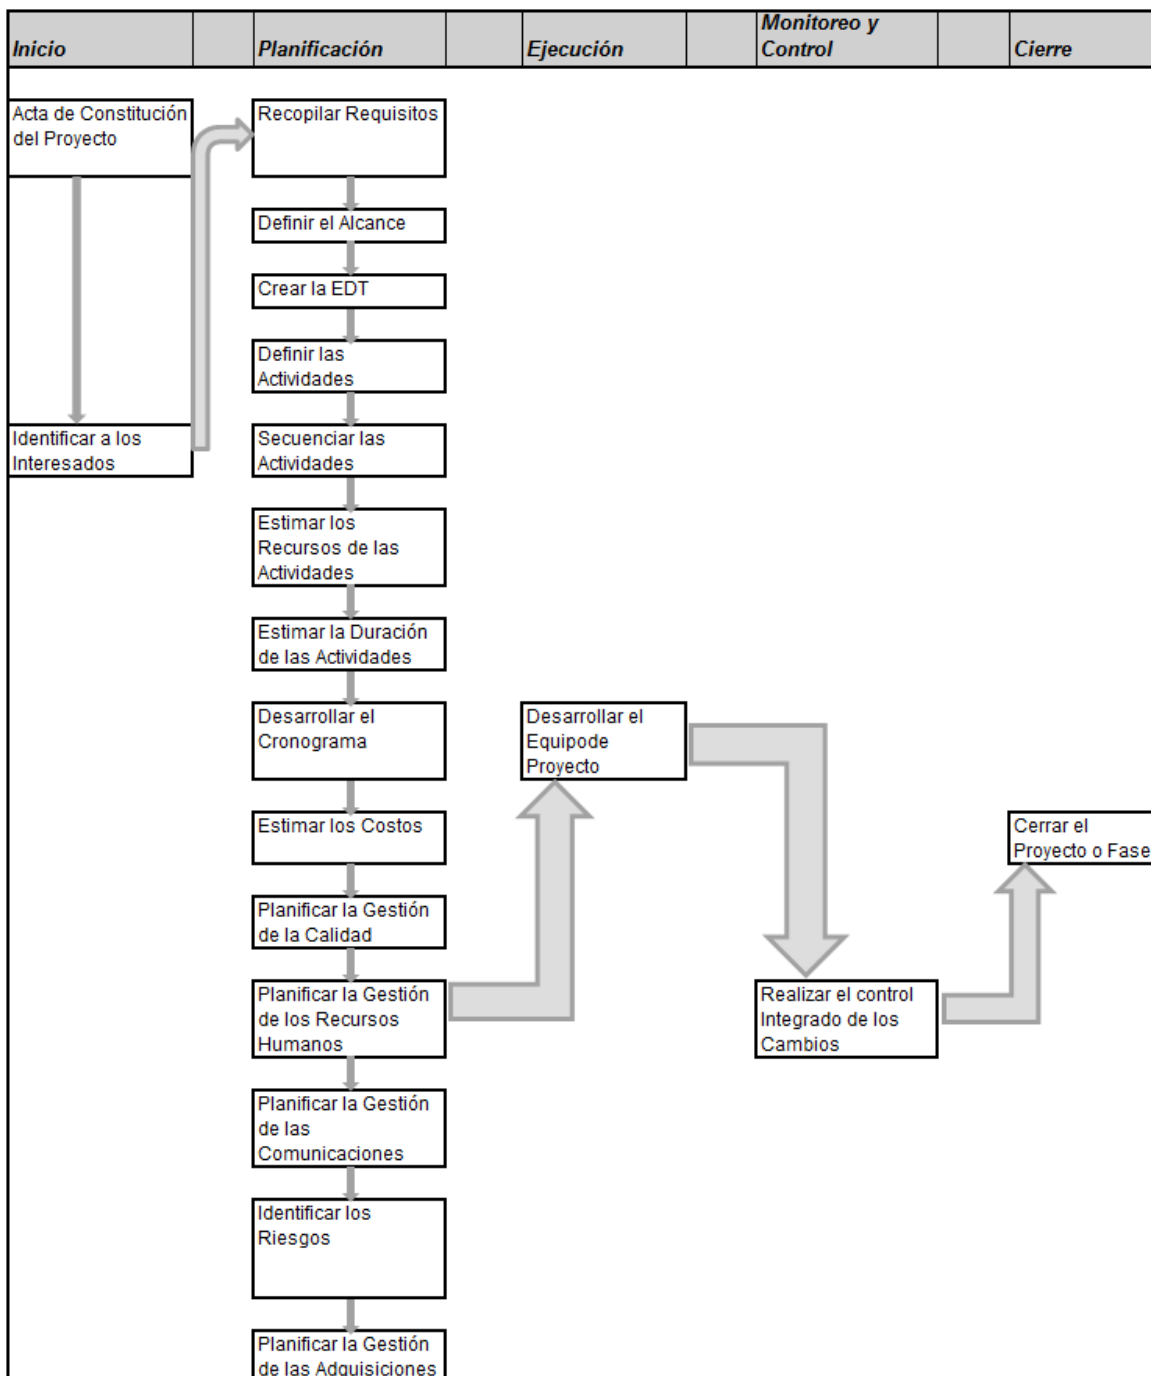 Inicio
Planificación
Ejecución
Monitoreo y
Control
Cierre
Acta de Constitución
del Proyecto
Identificar a los
Interesados
Recopilar Requisitos
Definir el Alcance
Crear la EDT
Definir las
Actividades
Secuenciar las
Actividades
Estimar los
Recursos de las
Actividades
Estimar la Duración
de las Actividades
Desarrollar el
Cronograma
Estimar los Costos
Planificar la Gestión
de la Calidad
Planificar la Gestión
de los Recursos
Humanos
Planificar la Gestión
de las
Comunicaciones
Identificar los
Riesgos
Planificar la Gestión
de las Adquisiciones
Desarrollar el
Equipode
Proyecto
Realizar el control
Integrado de los
Cambios
Cerrar el
Proyecto o Fase